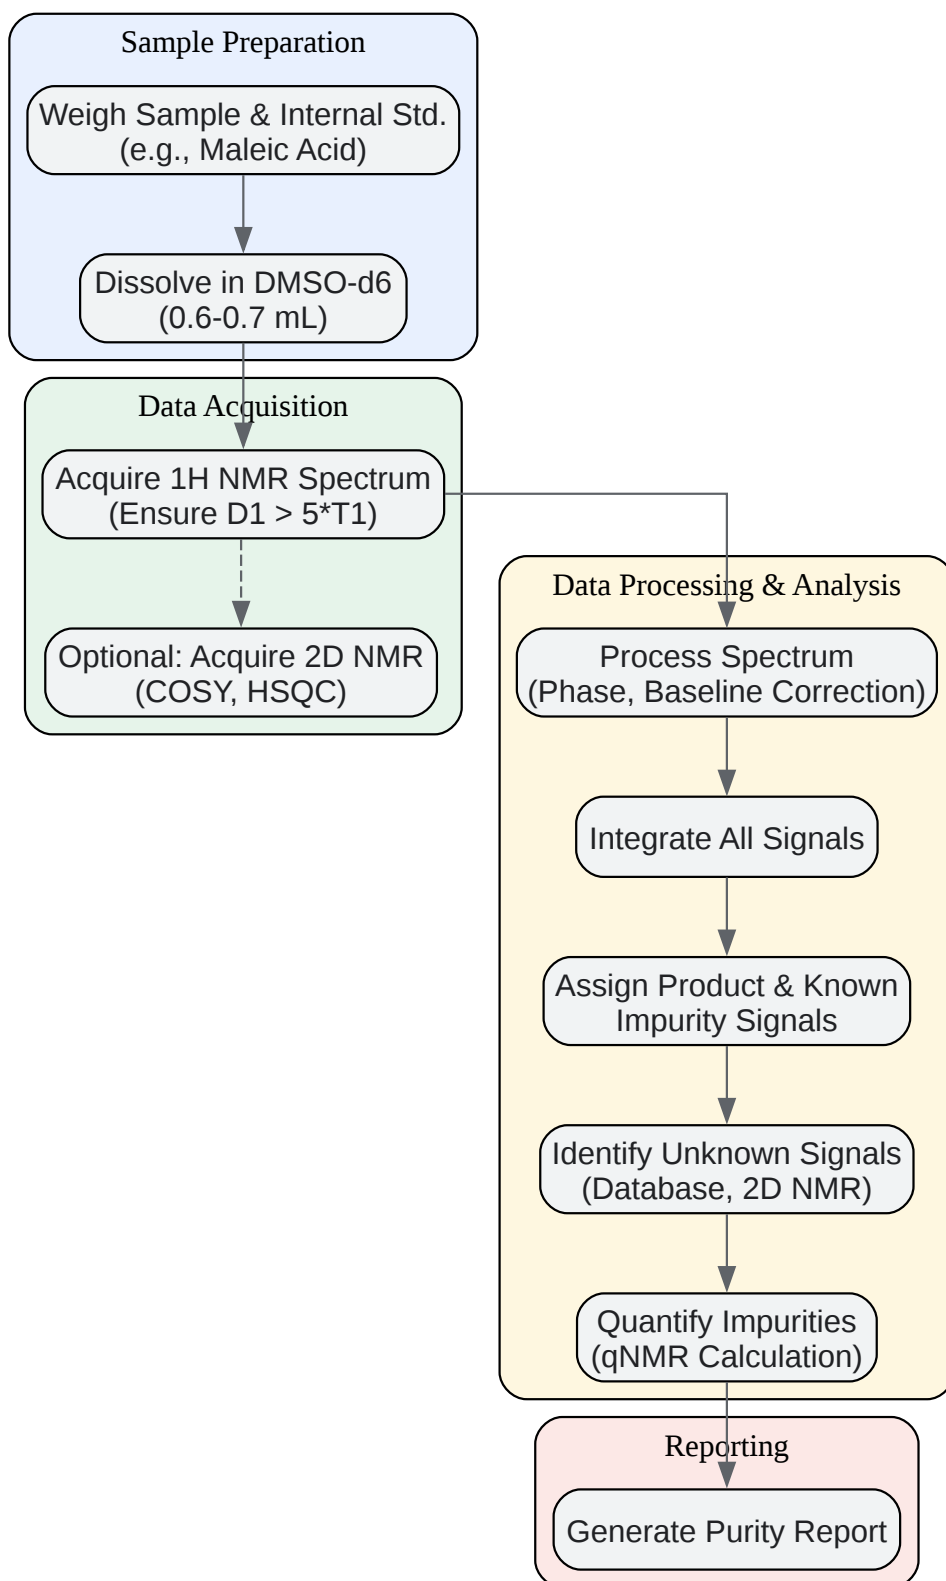 Sample Preparation
Weigh Sample & Internal Std.
(e.g., Maleic Acid)
Dissolve in DMSO-d6
(0.6-0.7 mL)
Data Acquisition
Acquire 1H NMR Spectrum
(Ensure D1 > 5*T1)
Optional: Acquire 2D NMR
(COSY, HSQC)
Data Processing & Analysis
Process Spectrum
(Phase, Baseline Correction)
Integrate All Signals
Assign Product & Known
Impurity Signals
Identify Unknown Signals
(Database, 2D NMR)
Quantify Impurities
(qNMR Calculation)
Reporting
Generate Purity Report